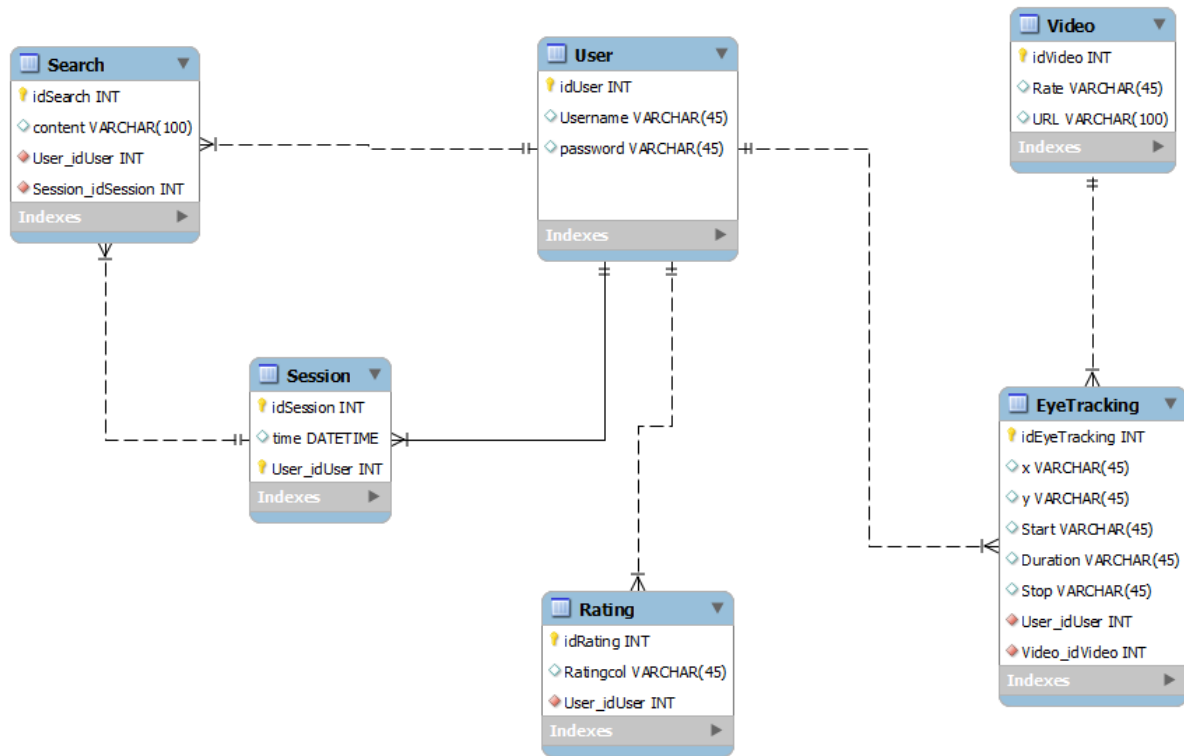 Search
idSearch INT
content VARCHAR(100)
User_idUser INT
Session_idSession INT
Indexes
User
idUser INT
Username VARCHAR(45)
password VARCHAR(45)
Indexes
Video
idVideo INT
Rate VARCHAR(45)
URL VARCHAR(100)
Indexes
Session
idSession INT
time DATETIME
User_idUser INT
Indexes
EyeTracking
idEyeTracking INT
x VARCHAR(45)
y VARCHAR(45)
Start VARCHAR(45)
Duration VARCHAR(45)
Stop VARCHAR(45)
User_idUser INT
Video_idVideo INT
Indexes
Rating
idRating INT
Ratingcol VARCHAR(45)
User_idUser INT
Indexes